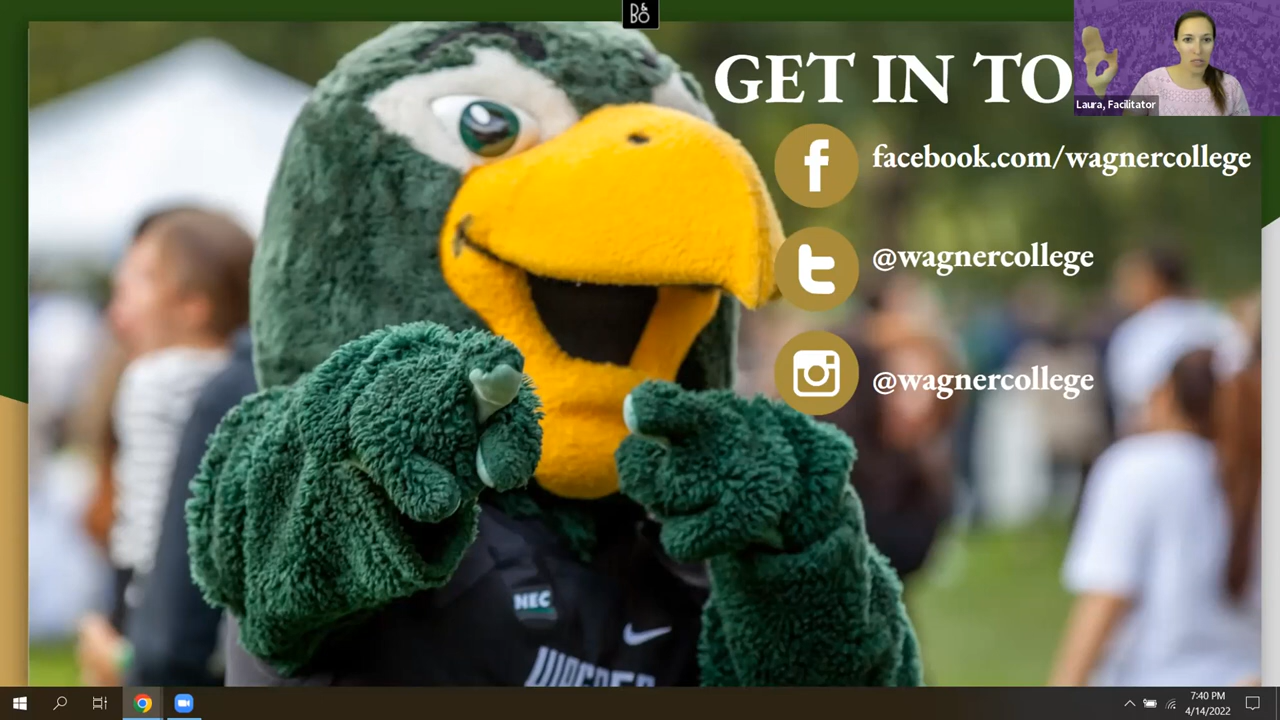 B&O
GET IN TO
Laura, Facilitator
facebook.com/wagnercollege
@wagnercollege
@wagnercollege
NEC
7:40 PM
4/14/2022